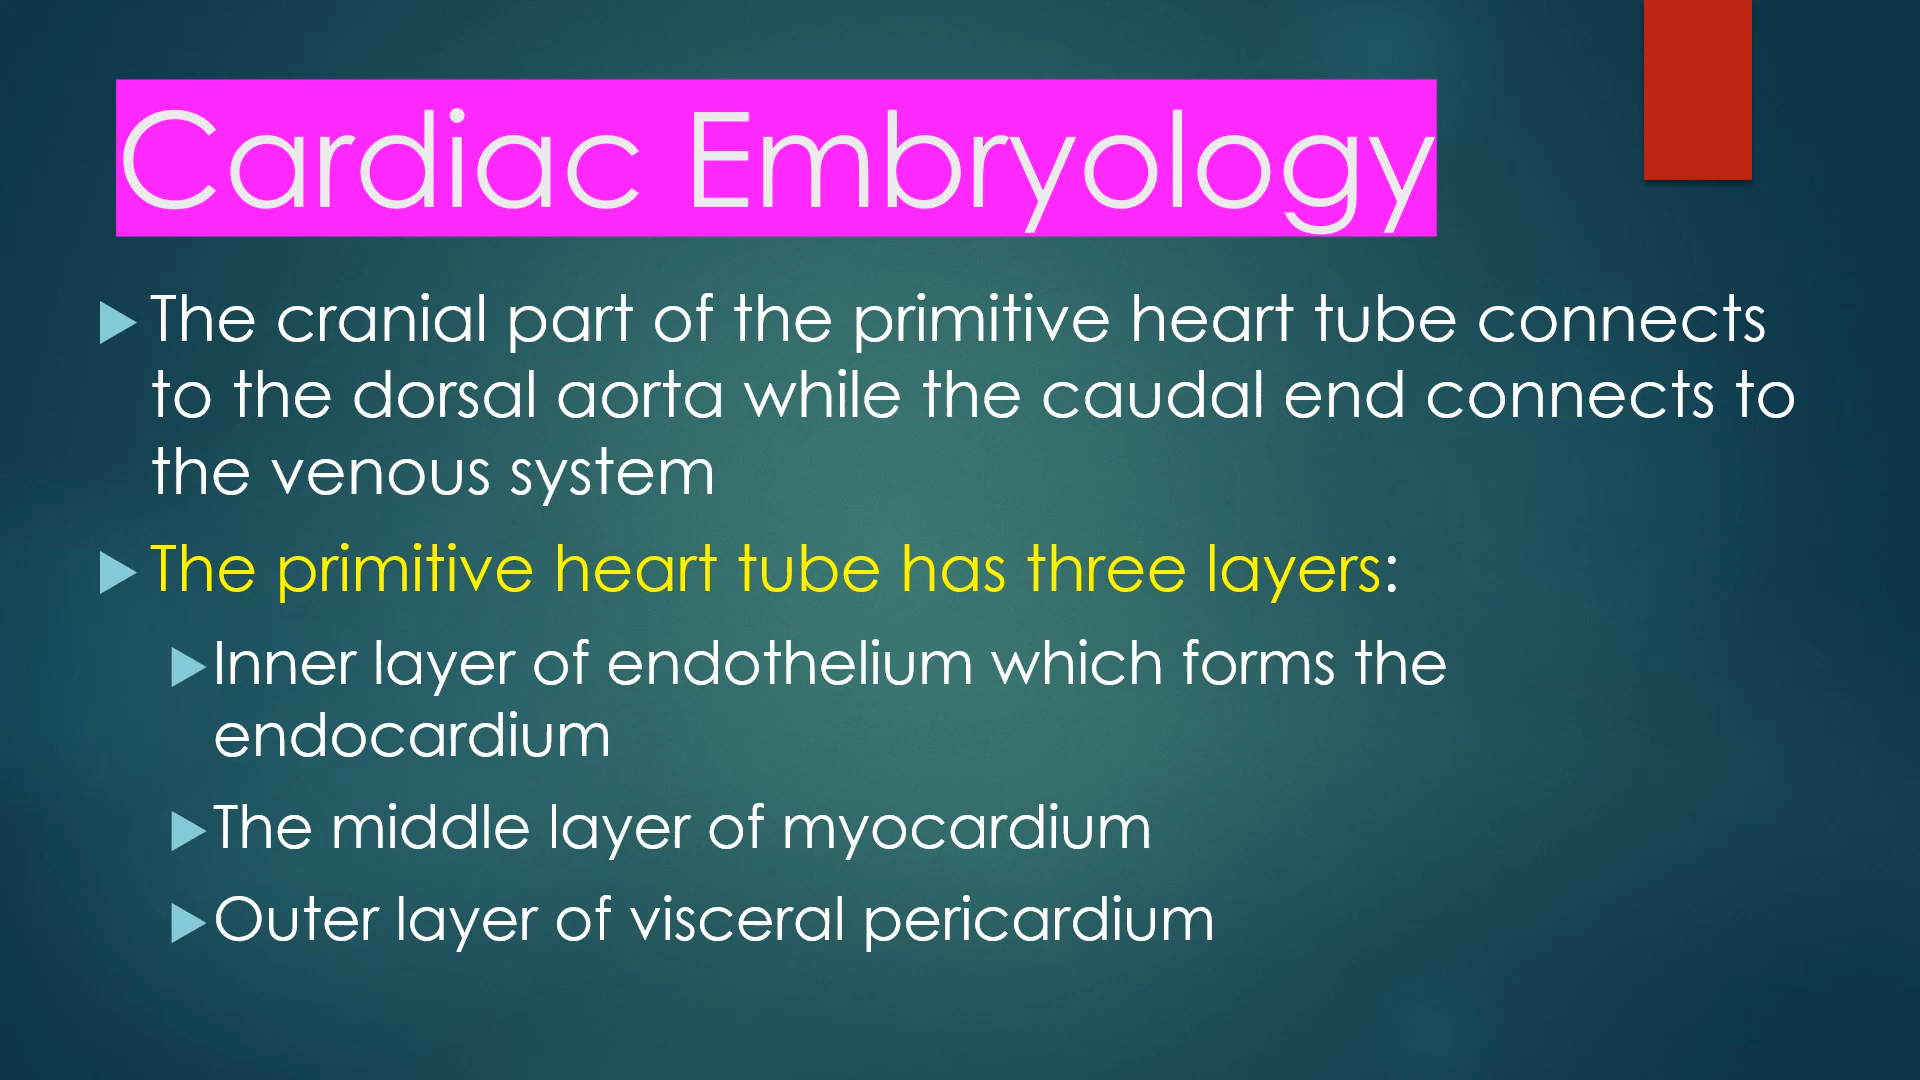 Cardiac Embryology
The cranial part of the primitive heart tube connects
to the dorsal aorta while the caudal end connects to
the venous system
The primitive heart tube has three layers:
Inner layer of endothelium which forms the
endocardium
The middle layer of myocardium
Outer layer of visceral pericardium